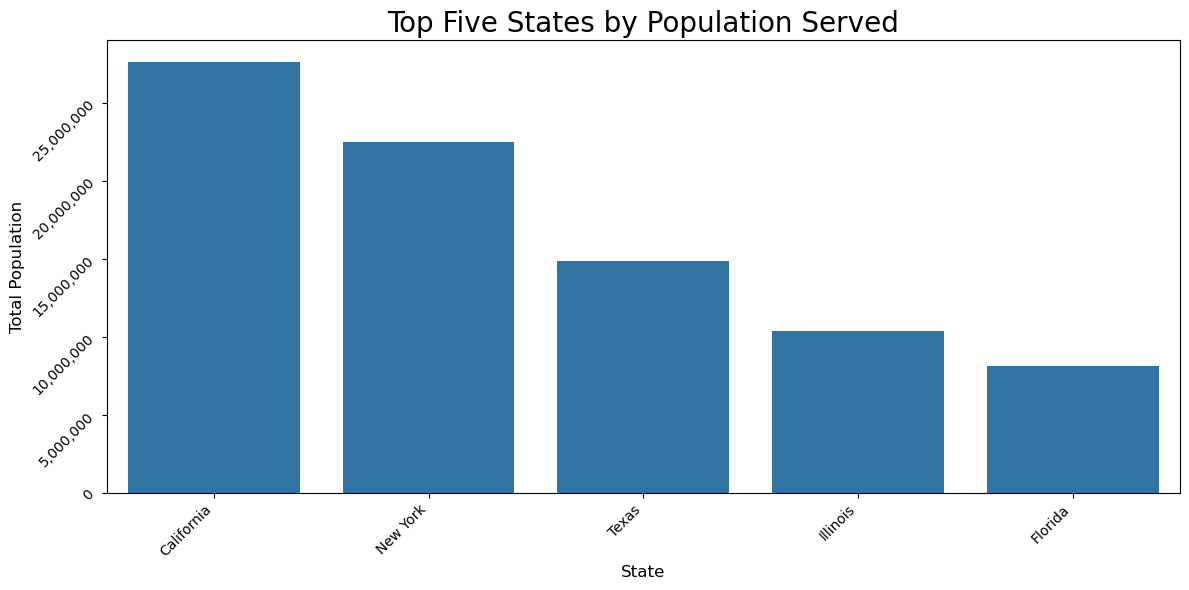 Top Five States by Population Served
Total Population
25,000,000
20,000,000
15,000,000
10,000,000
5,000,000
0
California
New York
Texas
Illinois
Florida
State